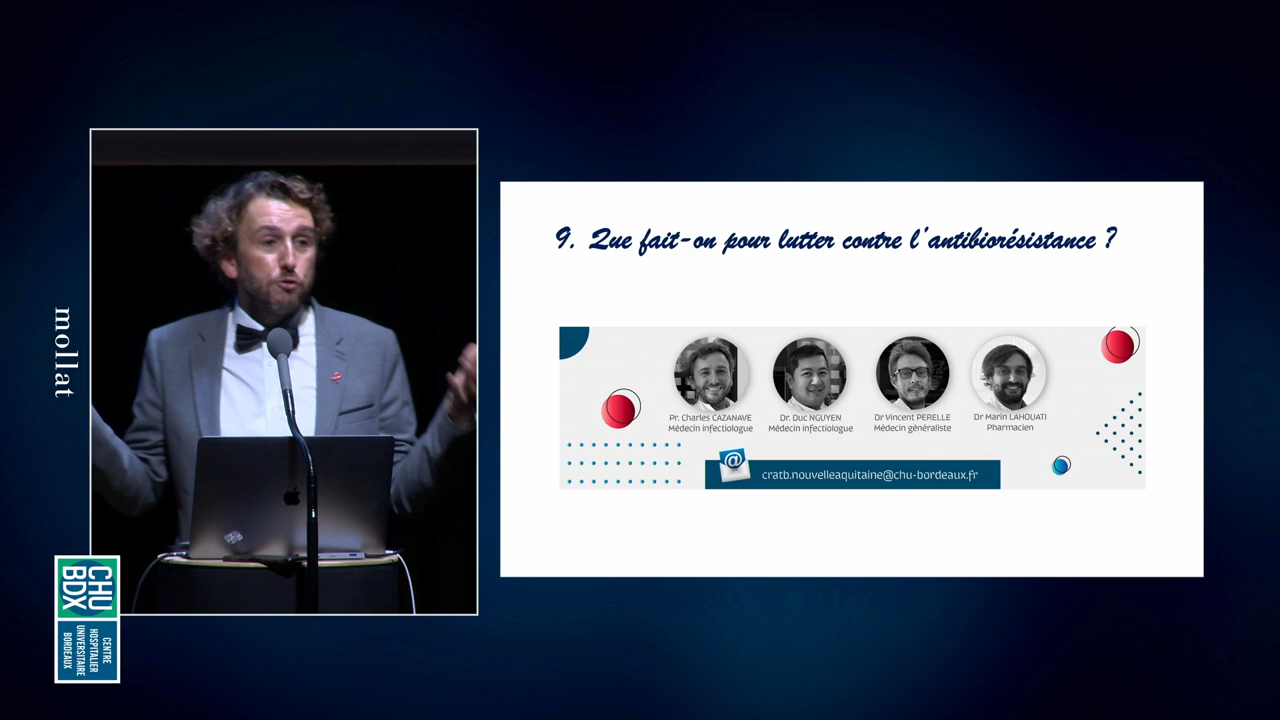 mollat
CHU
BDX
CENTRE
HOSPITALIER
UNIVERSITAIRE
BORDEAUX
9. Que fait-on pour lutter contre l'antibiorésistance ?
Pr. Charles CAZANAVE
Médecin infectiologue
Dr. Duc NGUYEN
Médecin infectiologue
Dr Vincent PERELLE
Médecin généraliste
Dr Marin LAHOUATI
Pharmacien
@
cratb.nouvelleaquitaine@chu-bordeaux.fr